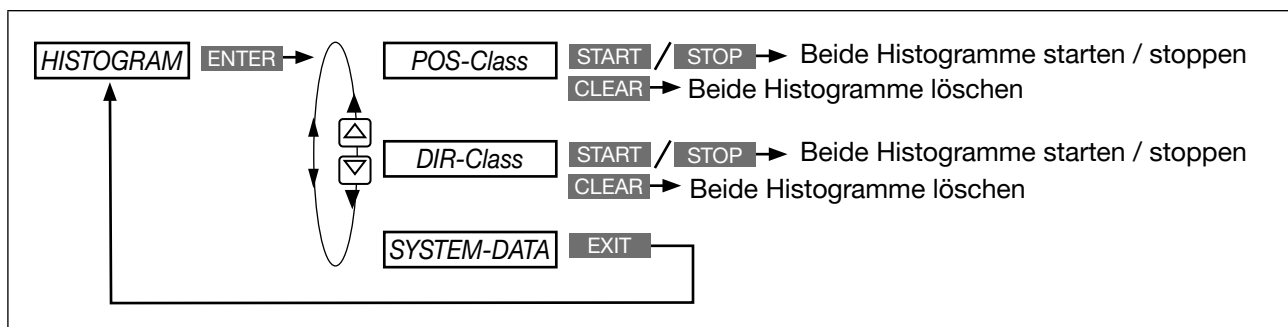 HISTOGRAM ENTER POS-Class START / STOP Beide Histogramme starten / stoppen
CLEAR Beide Histogramme löschen
DIR-Class START / STOP Beide Histogramme starten / stoppen
CLEAR Beide Histogramme löschen
SYSTEM-DATA EXIT